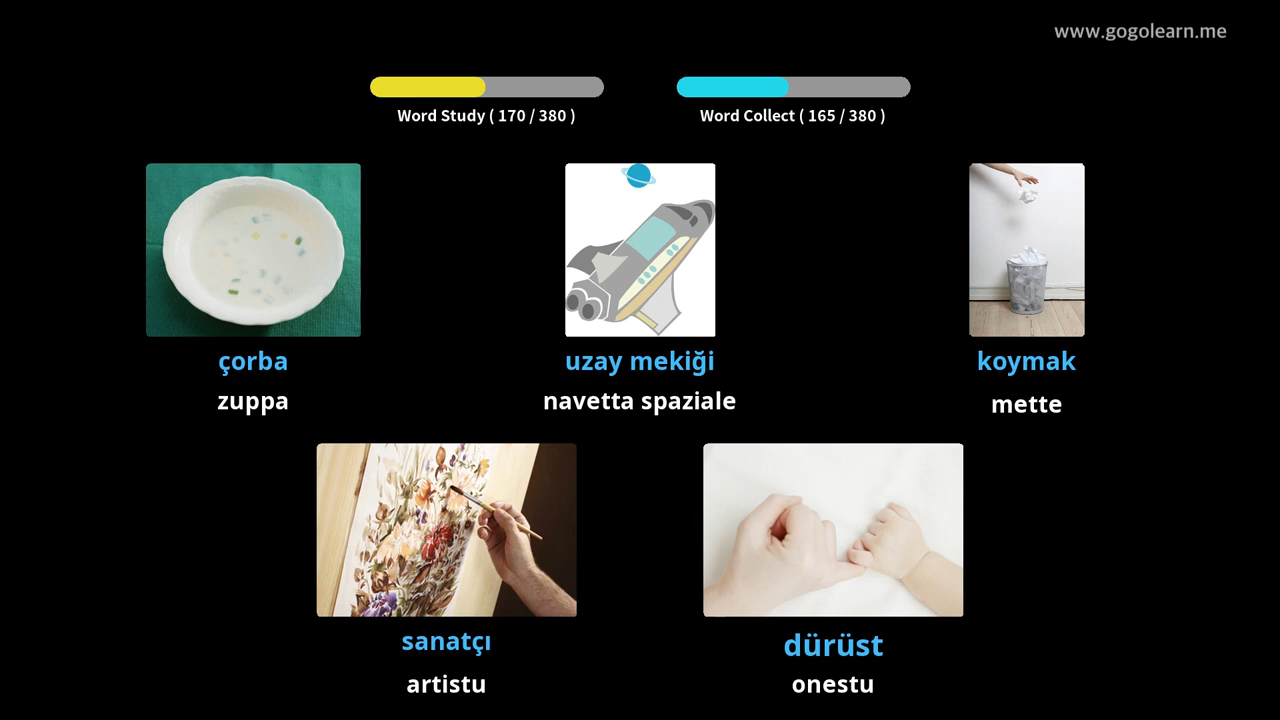 www.gogolearn.me
Word Study ( 170 / 380 )
Word Collect ( 165 / 380 )
çorba
zuppa
uzay mekiği
navetta spaziale
koymak
mette
sanatçı
artistu
dürüst
onestu